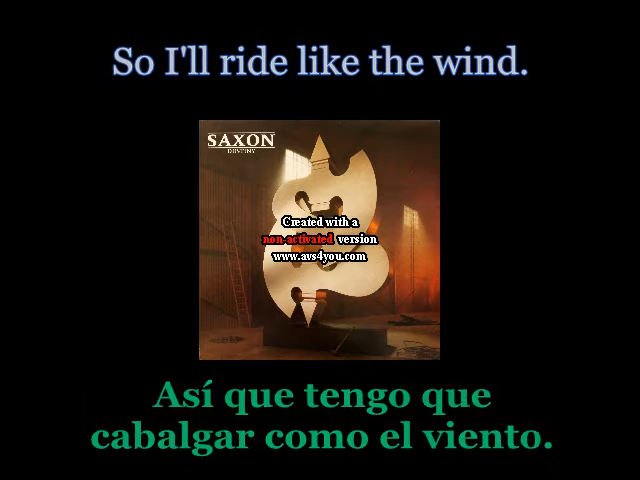 So I'll ride like the wind.
SAXON
DESTINY
Created with a
non-activated version
www.avs4you.com
Así que tengo que
cabalgar como el viento.